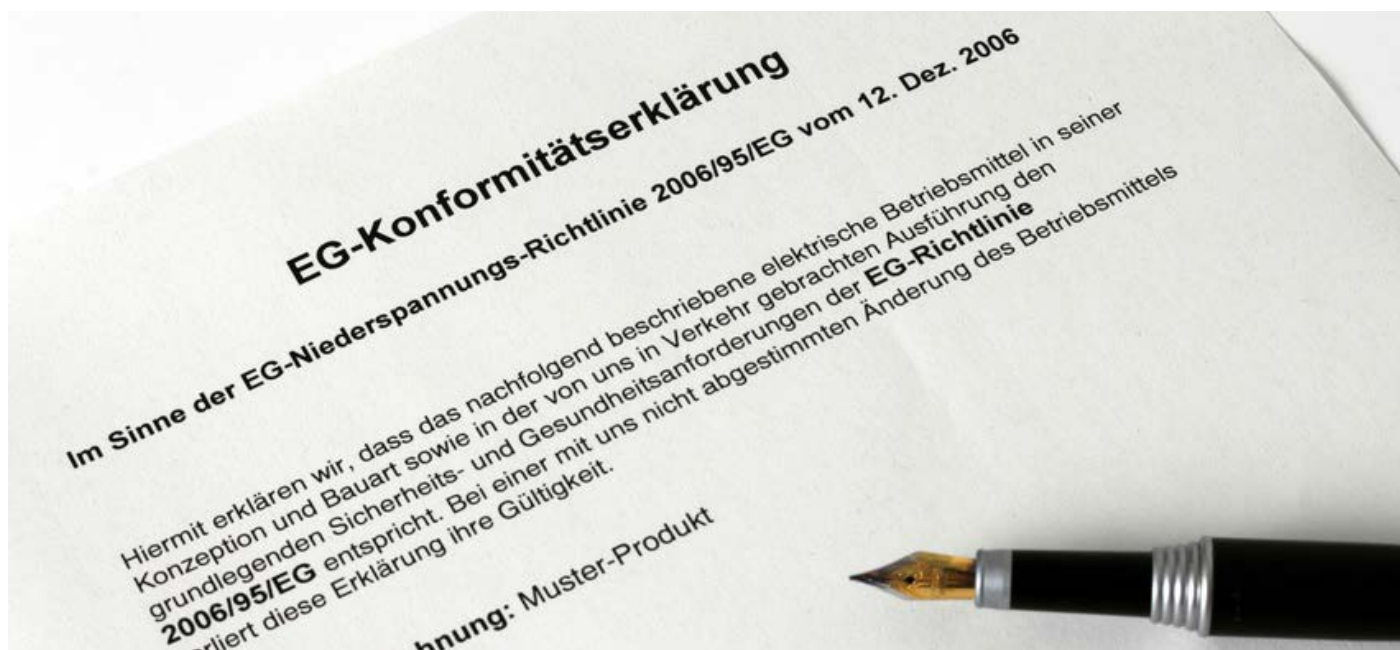 EG-Konformitätserklärung
Im Sinne der EG-Niederspannungs-Richtlinie 2006/95/EG vom 12. Dez. 2006
Hiermit erklären wir, dass das nachfolgend beschriebene elektrische Betriebsmittel in seiner
Konzeption und Bauart sowie in der von uns in Verkehr gebrachten Ausführung den
grundlegenden Sicherheits- und Gesundheitsanforderungen der EG-Richtlinie
2006/95/EG entspricht. Bei einer mit uns nicht abgestimmten Änderung des Betriebsmittels
diese Erklärung ihre Gültigkeit.
Muster-Produkt